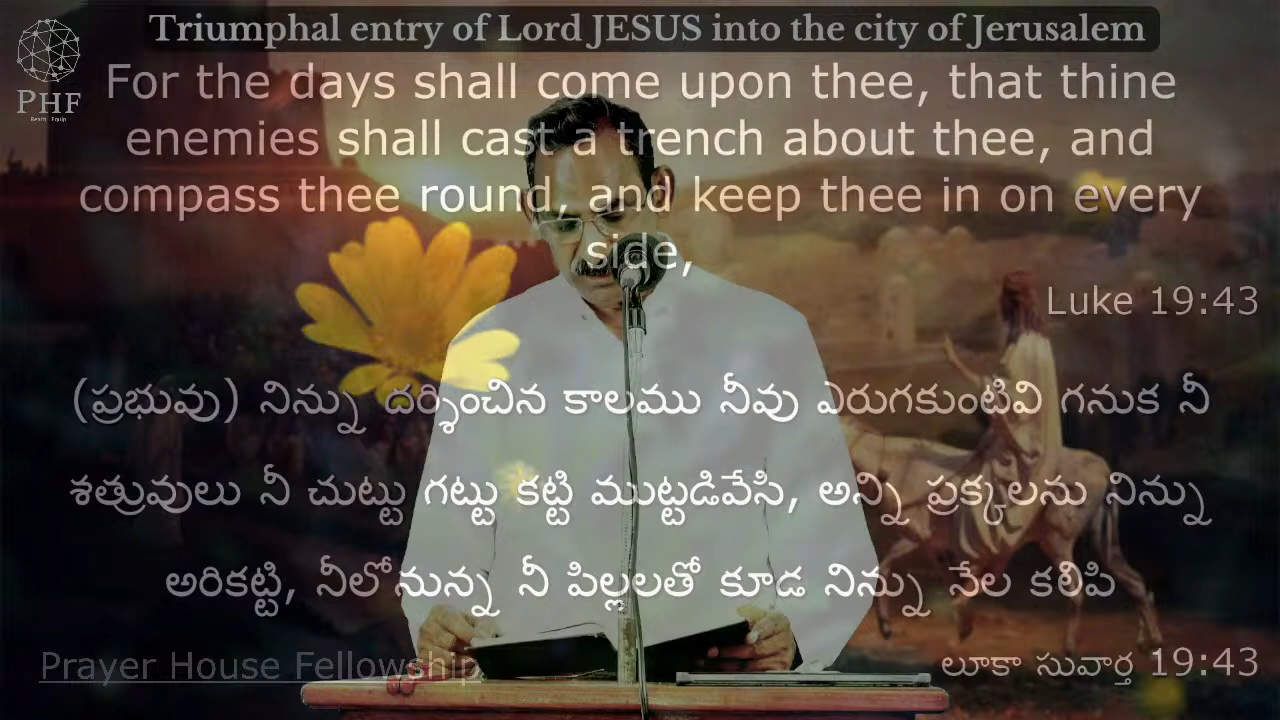 Triumphal entry of Lord JESUS into the city of Jerusalem
PHF
Reach Equip
For the days shall come upon thee, that thine
enemies shall cast a trench about thee, and
compass thee round, and keep thee in on every
side,
Luke 19:43
(ప్రభువు) నిన్ను దర్శించిన కాలము నీవు ఎరుగకుంటివి గనుక నీ
శత్రువులు నీ చుట్టు గట్టు కట్టి ముట్టడివేసి, అన్ని ప్రక్కలను నిన్ను
అరికట్టి, నీలోనున్న నీ పిల్లలతో కూడ నిన్ను నేల కలిపి
Prayer House Fellowship
లూకా సువార్త 19:43